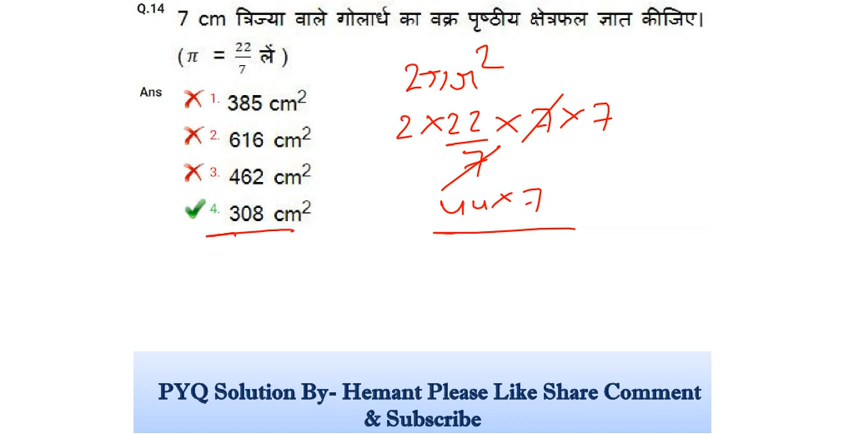 Q.14 7 cm त्रिज्या वाले गोलार्ध का वक्र पृष्ठीय क्षेत्रफल ज्ञात कीजिए।
(π = 22/7 लें )
Ans 1. 385 cm²
2. 616 cm²
3. 462 cm²
4. 308 cm²
2πr²
2 × 22/7 × 7 × 7
44 × 7
PYQ Solution By- Hemant Please Like Share Comment
& Subscribe